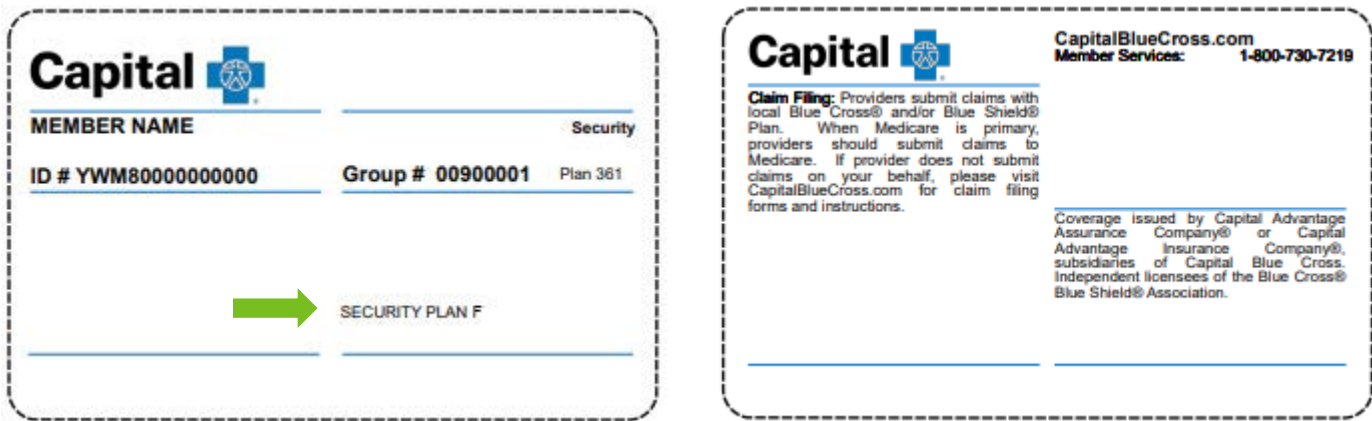 Capital
MEMBER NAME
Security
ID # YWM80000000000
Group # 00900001
Plan 361
SECURITY PLAN F
Capital
CapitalBlueCross.com
Member Services: 1-800-730-7219
Claim Filing: Providers submit claims with
local Blue Cross® and/or Blue Shield®
Plan. When Medicare is primary,
providers should submit claims to
Medicare. If provider does not submit
claims on your behalf, please visit
CapitalBlueCross.com for claim filing
forms and instructions.
Coverage issued by Capital Advantage
Assurance Company® or Capital
Advantage Insurance Company®,
subsidiaries of Capital Blue Cross.
Independent licensees of the Blue Cross®
Blue Shield® Association.